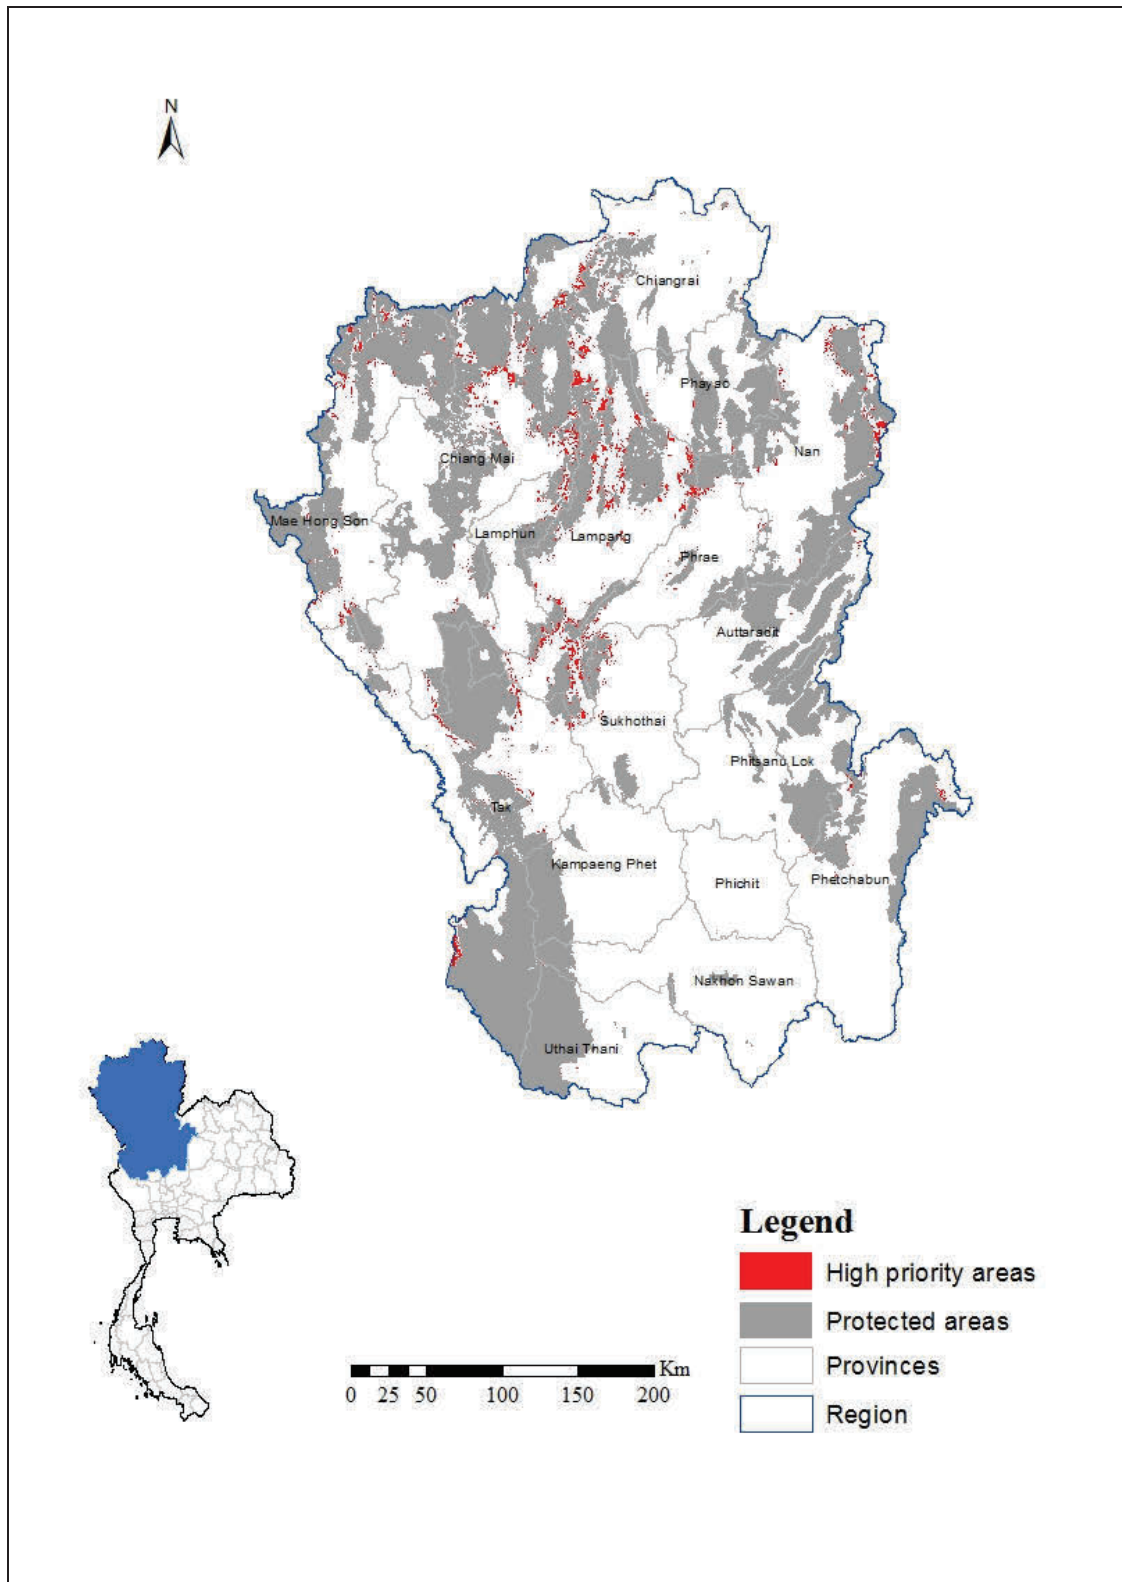 N
Chiangrai
Phayao
Nan
Chiang Mai
Mae Hong Son
Lamphun
Lampang
Phrae
Auttaradit
Sukhothai
Phitsanu Lok
Tak
Kampaeng Phet
Phichit
Phetchabun
Nakhon Sawan
Uthai Thani
Legend
High priority areas
Protected areas
Provinces
Region
Km
0 25 50 100 150 200